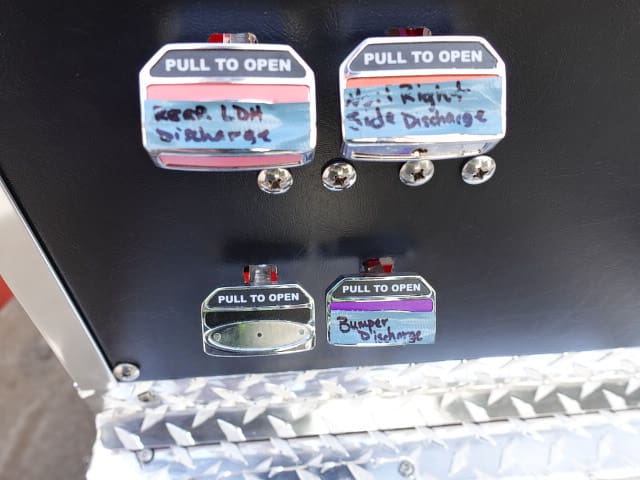 PULL TO OPEN
Rear LDH
Discharge
PULL TO OPEN
Right
Side Discharge
PULL TO OPEN
PULL TO OPEN
Bumper
Discharge